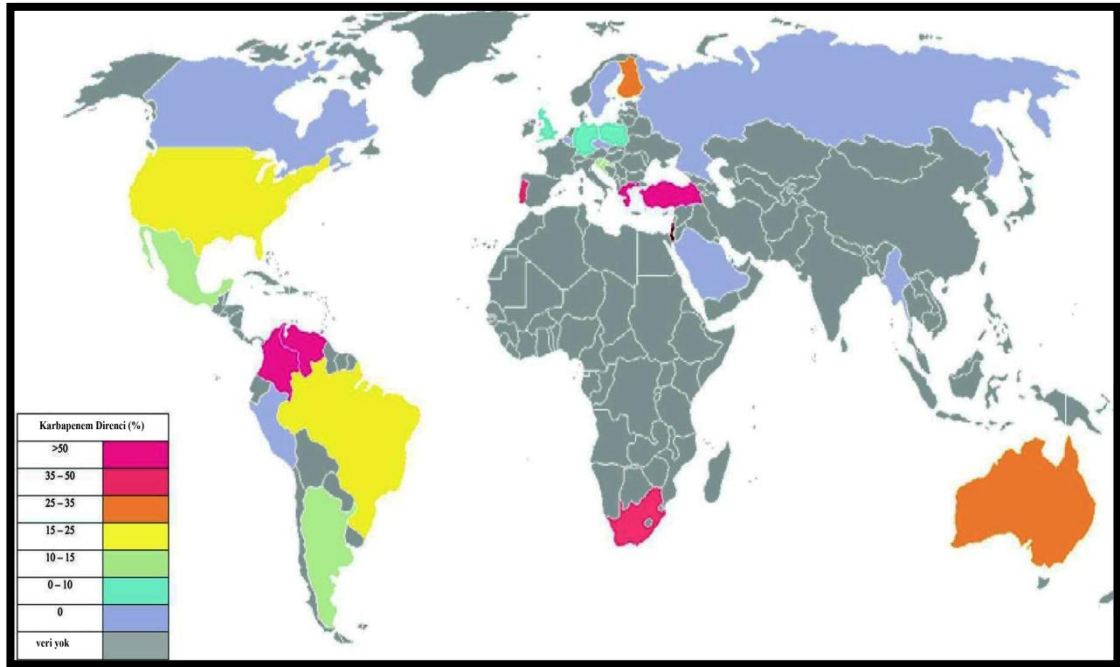 Karbapenem Direnci (%)
>50
35 – 50
25 – 35
15 – 25
10 – 15
0 – 10
0
veri yok